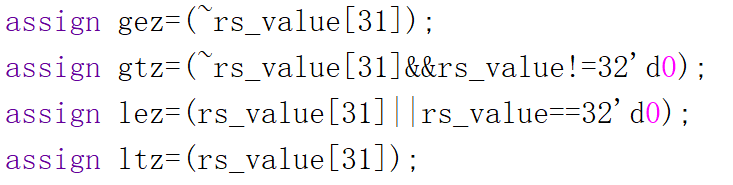 assign gez=(~rs_value[31]);
assign gtz=(~rs_value[31]&&rs_value!=32'd0);
assign lez=(rs_value[31]||rs_value==32'd0);
assign ltz=(rs_value[31]);